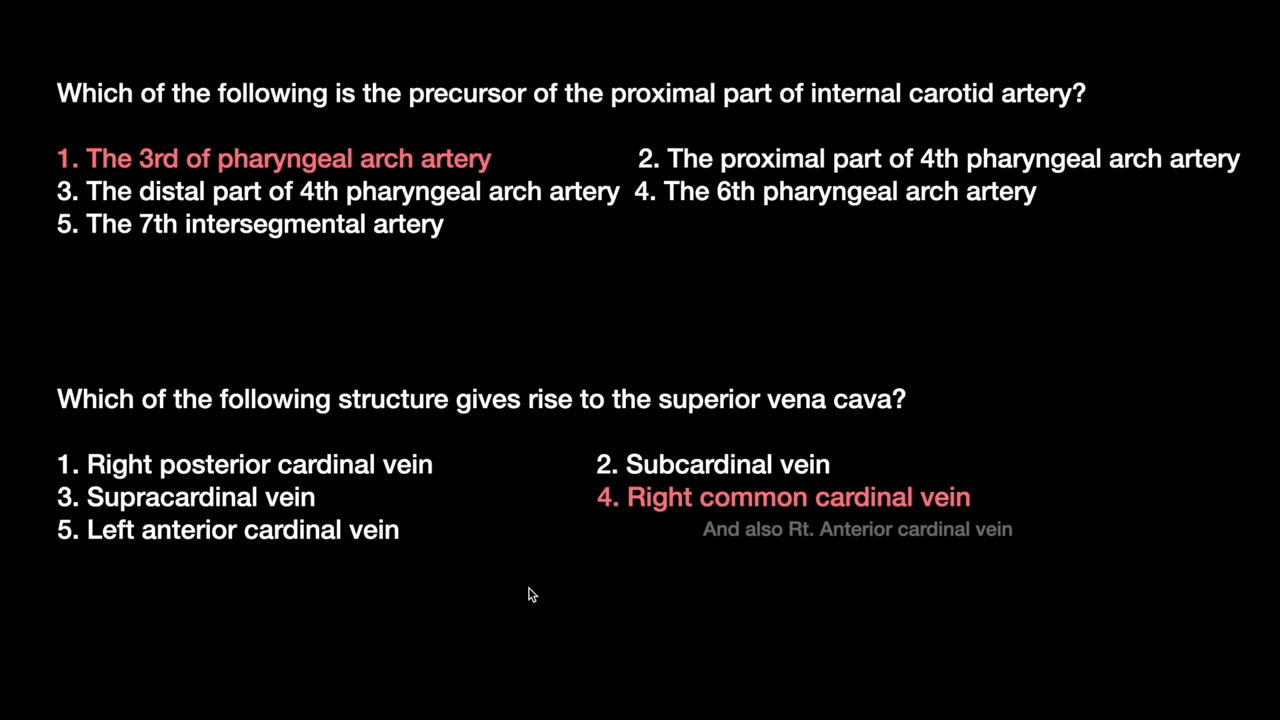 Which of the following is the precursor of the proximal part of internal carotid artery?
1. The 3rd of pharyngeal arch artery 2. The proximal part of 4th pharyngeal arch artery
3. The distal part of 4th pharyngeal arch artery 4. The 6th pharyngeal arch artery
5. The 7th intersegmental artery
Which of the following structure gives rise to the superior vena cava?
1. Right posterior cardinal vein 2. Subcardinal vein
3. Supracardinal vein 4. Right common cardinal vein
5. Left anterior cardinal vein And also Rt. Anterior cardinal vein